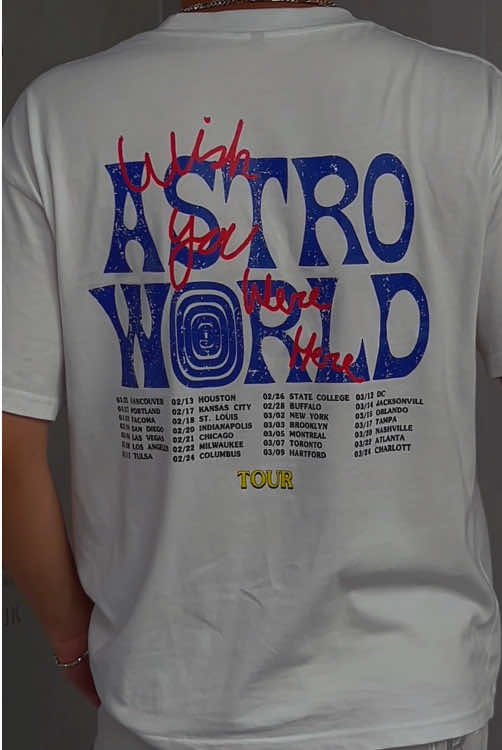 Wish
ASTRO
You
WORLD
Were
Here
VANCOUVER
PORTLAND
TACOMA
SAN DIEGO
LAS VEGAS
LOS ANGELES
TULSA
02/13 HOUSTON
02/17 KANSAS CITY
02/18 ST. LOUIS
02/20 INDIANAPOLIS
02/21 CHICAGO
02/22 MILWAUKEE
02/24 COLUMBUS
02/26 STATE COLLEGE
02/28 BUFFALO
03/02 NEW YORK
03/03 BROOKLYN
03/05 MONTREAL
03/07 TORONTO
03/09 HARTFORD
03/12 DC
03/14 JACKSONVILL
ORLANDO
03/17 TAMPA
03/20 NASHVILLE
03/22 ATLANTA
03/24 CHARLOTT
TOUR